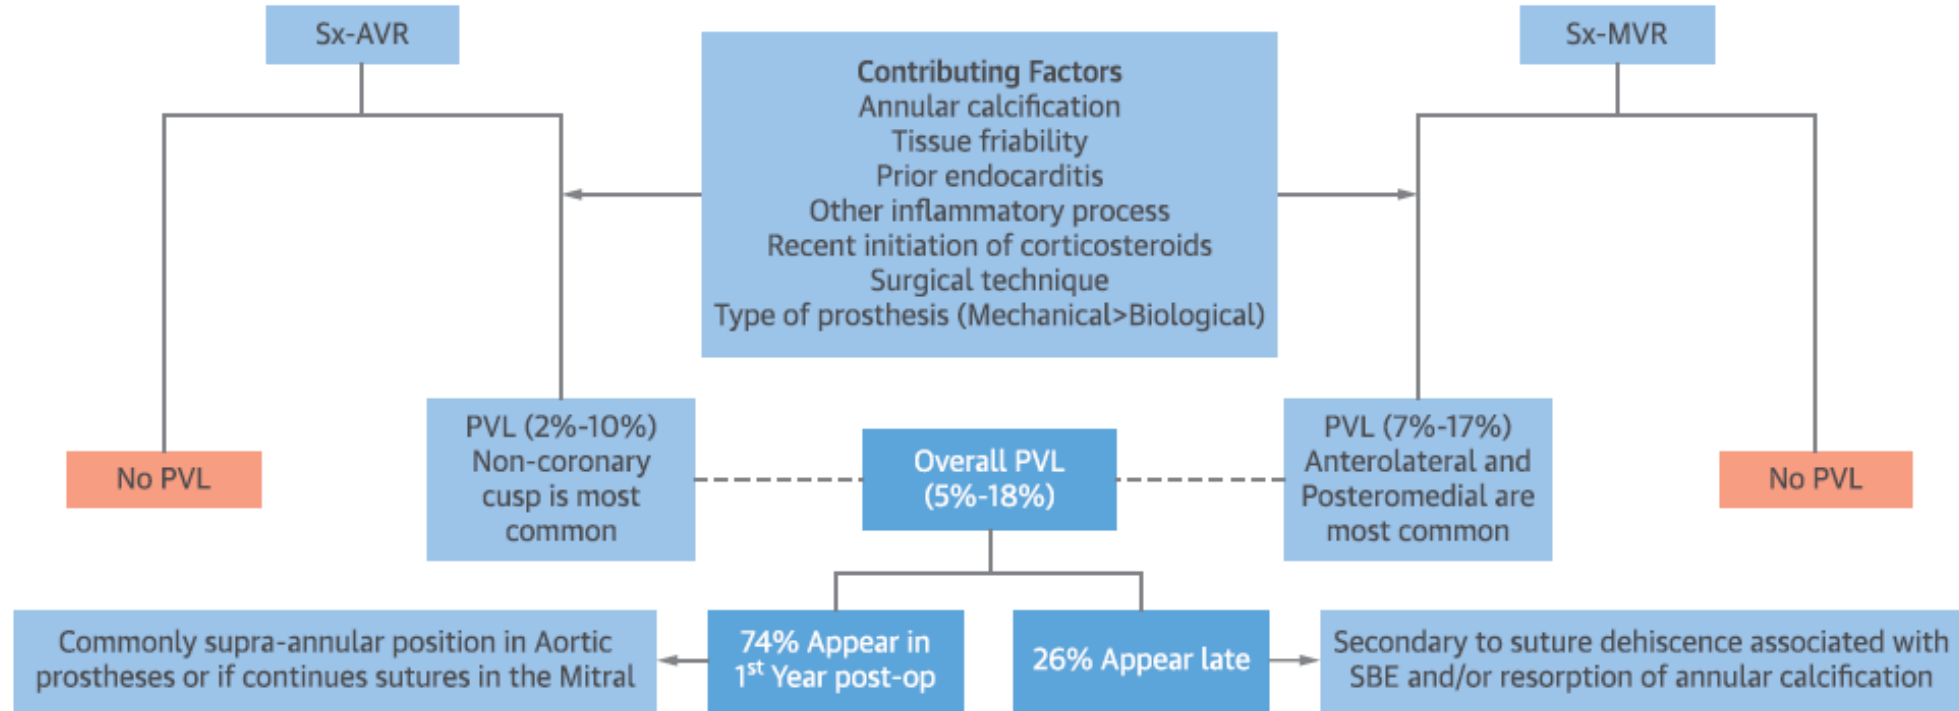 Sx-AVR
Sx-MVR
Contributing Factors
Annular calcification
Tissue friability
Prior endocarditis
Other inflammatory process
Recent initiation of corticosteroids
Surgical technique
Type of prosthesis (Mechanical>Biological)
No PVL
PVL (2%-10%)
Non-coronary
cusp is most
common
Overall PVL
(5%-18%)
PVL (7%-17%)
Anterolateral and
Posteromedial are
most common
No PVL
Commonly supra-annular position in Aortic
prostheses or if continues sutures in the Mitral
74% Appear in
1st Year post-op
26% Appear late
Secondary to suture dehiscence associated with
SBE and/or resorption of annular calcification